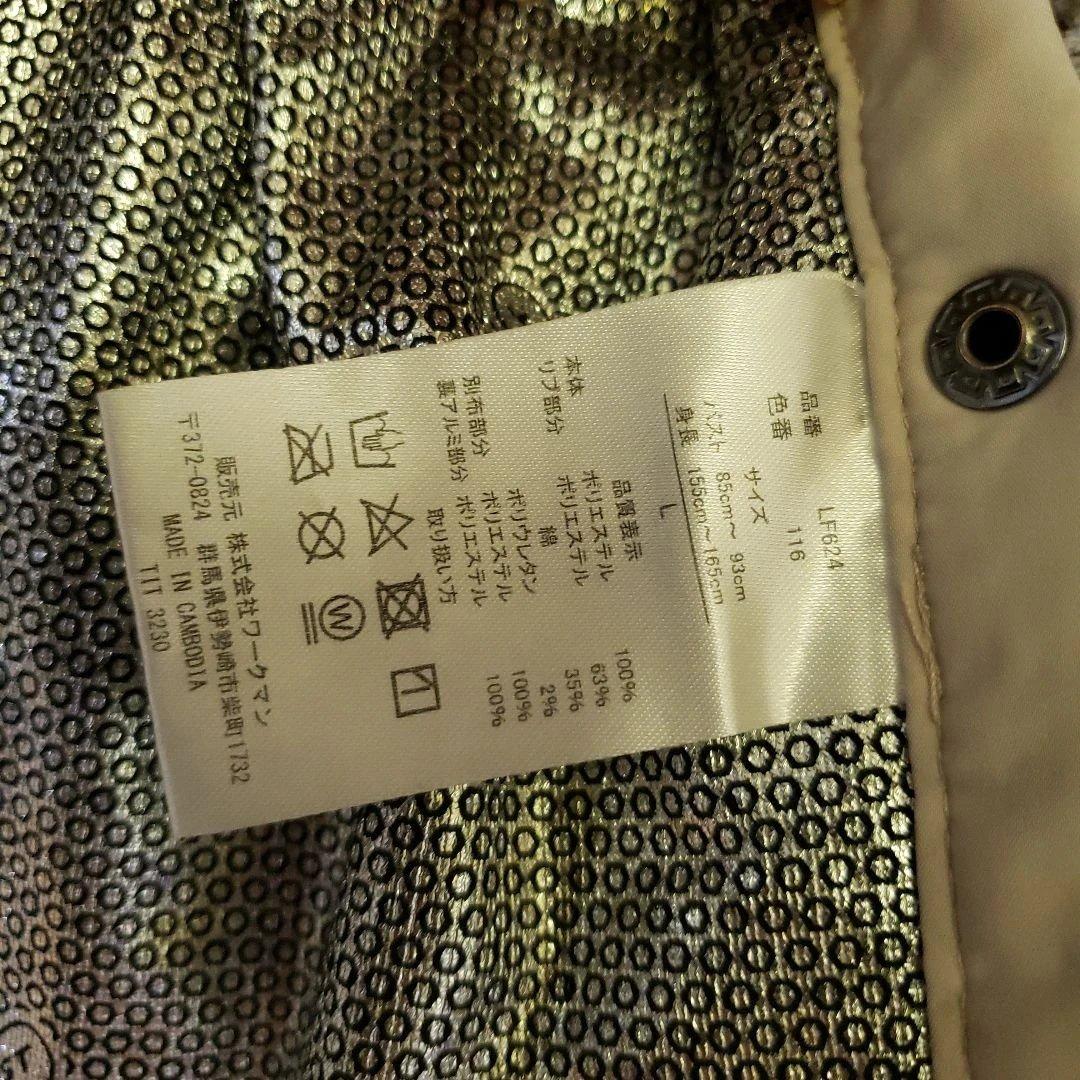 品番 LF624
色番 116
サイズ
バスト 85cm～ 93cm
身長 155cm～165cm
L
品質表示
本体 ポリエステル 100%
リブ部分 ポリエステル 63%
綿 35%
ポリウレタン 2%
別布部分 ポリエステル 100%
裏アルミ部分 ポリエステル 100%
取り扱い方
W
販売元 株式会社ワークマン
〒372-0824 群馬県伊勢崎市柴町1732
MADE IN CAMBODIA
TIT 3230